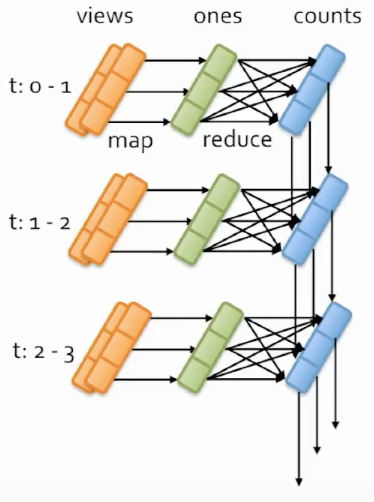 views ones counts
t: 0 - 1
map reduce
t: 1 - 2
t: 2 - 3